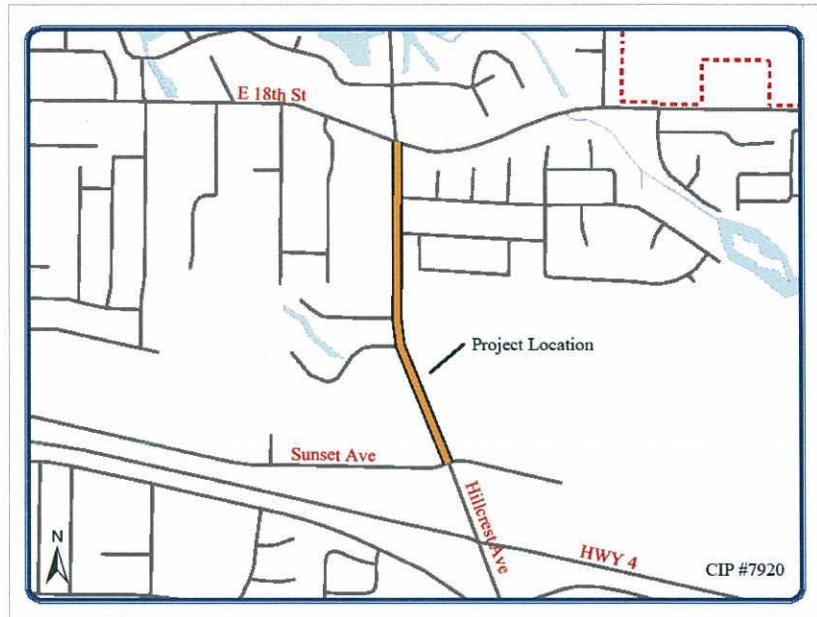 E 18th St
Project Location
Sunset Ave
Hillcrest Ave
HWY 4
N
CIP #7920